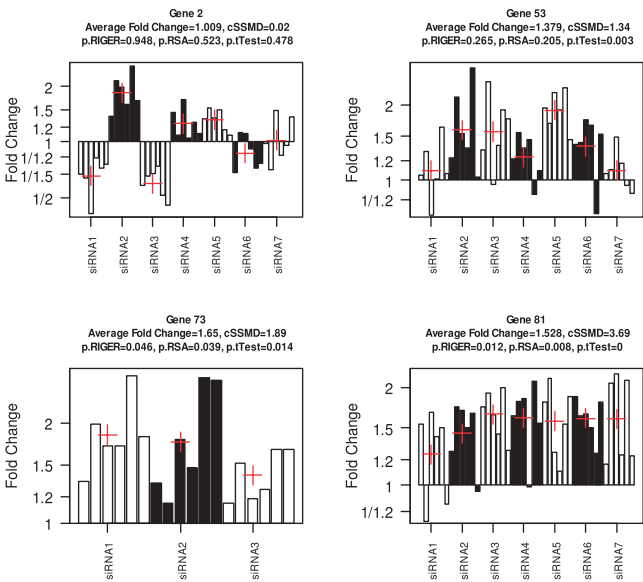 Gene 2
Average Fold Change=1.009, cSSMD=0.02
p.RIGER=0.948, p.RSA=0.523, p.tTest=0.478
Fold Change
2
1.5
1.2
1
1/1.2
1/1.5
1/2
siRNA1
siRNA2
siRNA3
siRNA4
siRNA5
siRNA6
siRNA7
Gene 53
Average Fold Change=1.379, cSSMD=1.34
p.RIGER=0.265, p.RSA=0.205, p.tTest=0.003
Fold Change
2
1.5
1.2
1
1/1.2
siRNA1
siRNA2
siRNA3
siRNA4
siRNA5
siRNA6
siRNA7
Gene 73
Average Fold Change=1.65, cSSMD=1.89
p.RIGER=0.046, p.RSA=0.039, p.tTest=0.014
Fold Change
2
1.5
1.2
1
siRNA1
siRNA2
siRNA3
Gene 81
Average Fold Change=1.528, cSSMD=3.69
p.RIGER=0.012, p.RSA=0.008, p.tTest=0
Fold Change
2
1.5
1.2
1
1/1.2
siRNA1
siRNA2
siRNA3
siRNA4
siRNA5
siRNA6
siRNA7